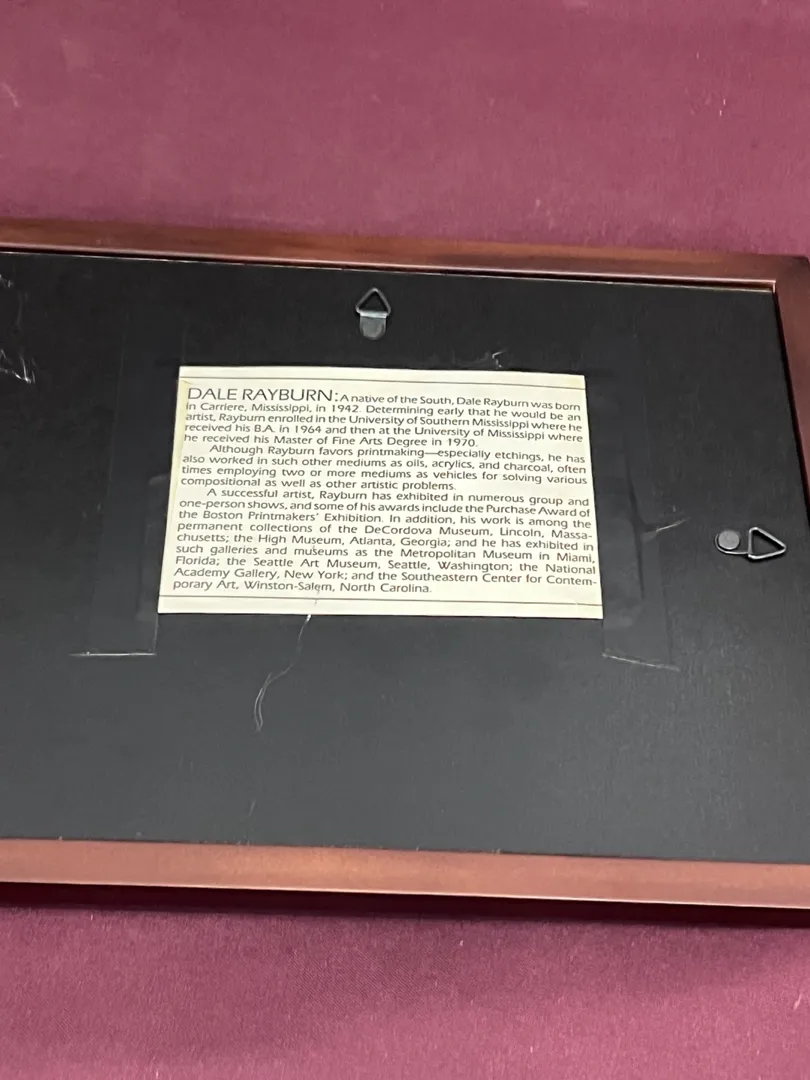 DALE RAYBURN: A native of the South, Dale Rayburn was born
in Carriere, Mississippi, in 1942. Determining early that he would be an
artist, Rayburn enrolled in the University of Southern Mississippi where he
received his B.A. in 1964 and then at the University of Mississippi where
he received his Master of Fine Arts Degree in 1970.
Although Rayburn favors printmaking—especially etchings, he has
also worked in such other mediums as oils, acrylics, and charcoal, often
times employing two or more mediums as vehicles for solving various
compositional as well as other artistic problems.
A successful artist, Rayburn has exhibited in numerous group and
one-person shows, and some of his awards include the Purchase Award of
the Boston Printmakers' Exhibition. In addition, his work is among the
permanent collections of the DeCordova Museum, Lincoln, Massa-
chusetts; the High Museum, Atlanta, Georgia; and he has exhibited in
such galleries and museums as the Metropolitan Museum in Miami,
Florida; the Seattle Art Museum, Seattle, Washington; the National
Academy Gallery, New York; and the Southeastern Center for Contem-
porary Art, Winston-Salem, North Carolina.